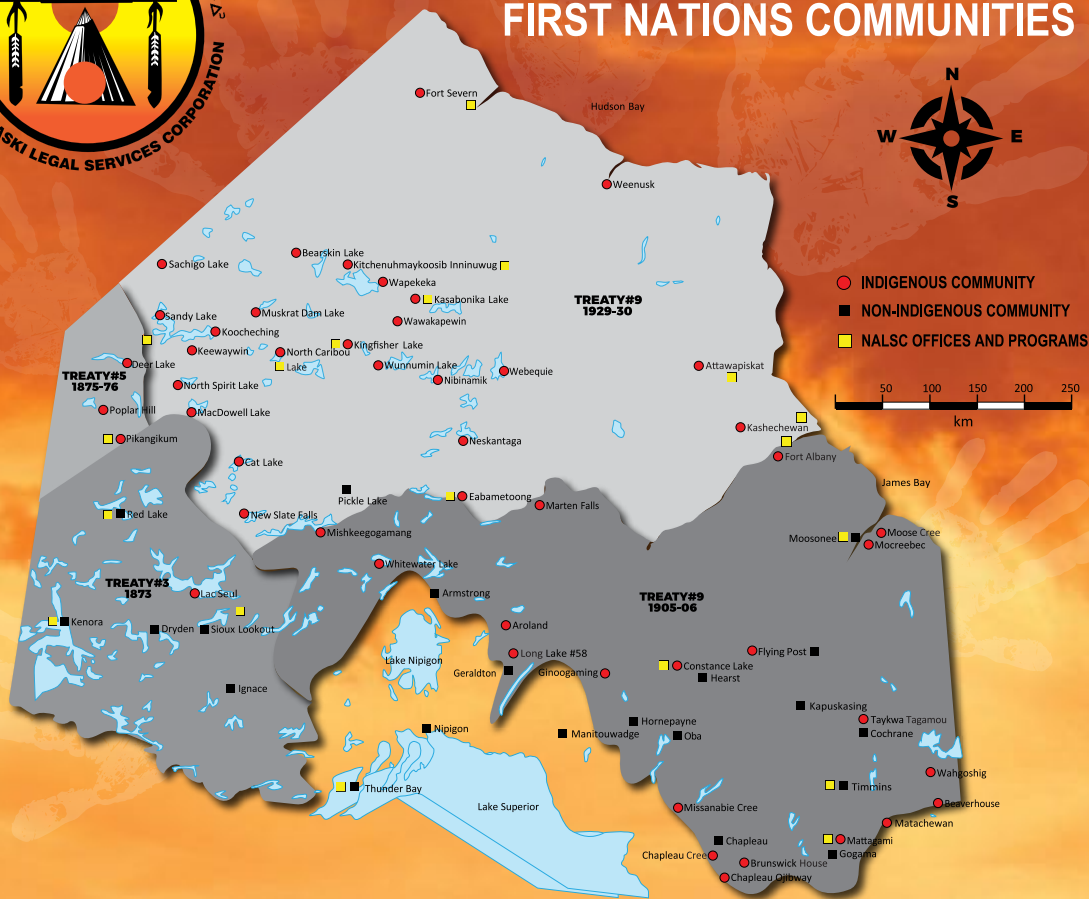 FIRST NATIONS COMMUNITIES
ASKI LEGAL SERVICES CORPORATION
N
W
E
S
INDIGENOUS COMMUNITY
NON-INDIGENOUS COMMUNITY
NALSC OFFICES AND PROGRAMS
50 100 150 200 250
km
Fort Severn
Hudson Bay
Weenusk
Bearskin Lake
Sachigo Lake
Kitchenuhmaykoosib Inninuwug
Wapekeka
Kasabonika Lake
TREATY#9
1929-30
Muskrat Dam Lake
Sandy Lake
Wawakapewin
Koocheching
Kingfisher Lake
Keewaywin
North Caribou
Lake
Deer Lake
Wunnumin Lake
Webequie
Attawapiskat
TREATY#5
1875-76
Nibinamik
North Spirit Lake
Poplar Hill
MacDowell Lake
Kashechewan
Pikangikum
Neskantaga
Fort Albany
Cat Lake
James Bay
Pickle Lake
Eabametoong
Marten Falls
Red Lake
New Slate Falls
Mishkeegogamang
Moose Cree
Moosonee
Mocreebec
Whitewater Lake
TREATY#3
1873
Lac Seul
Armstrong
TREATY#9
1905-06
Kenora
Dryden
Sioux Lookout
Aroland
Flying Post
Long Lake #58
Lake Nipigon
Constance Lake
Geraldton
Ginoogaming
Hearst
Ignace
Kapuskasing
Taykwa Tagamou
Hornepayne
Nipigon
Manitouwadge
Oba
Cochrane
Wahgoshig
Thunder Bay
Timmins
Lake Superior
Missanabie Cree
Beaverhouse
Matachewan
Chapleau
Mattagami
Chapleau Cree
Gogama
Brunswick House
Chapleau Ojibway